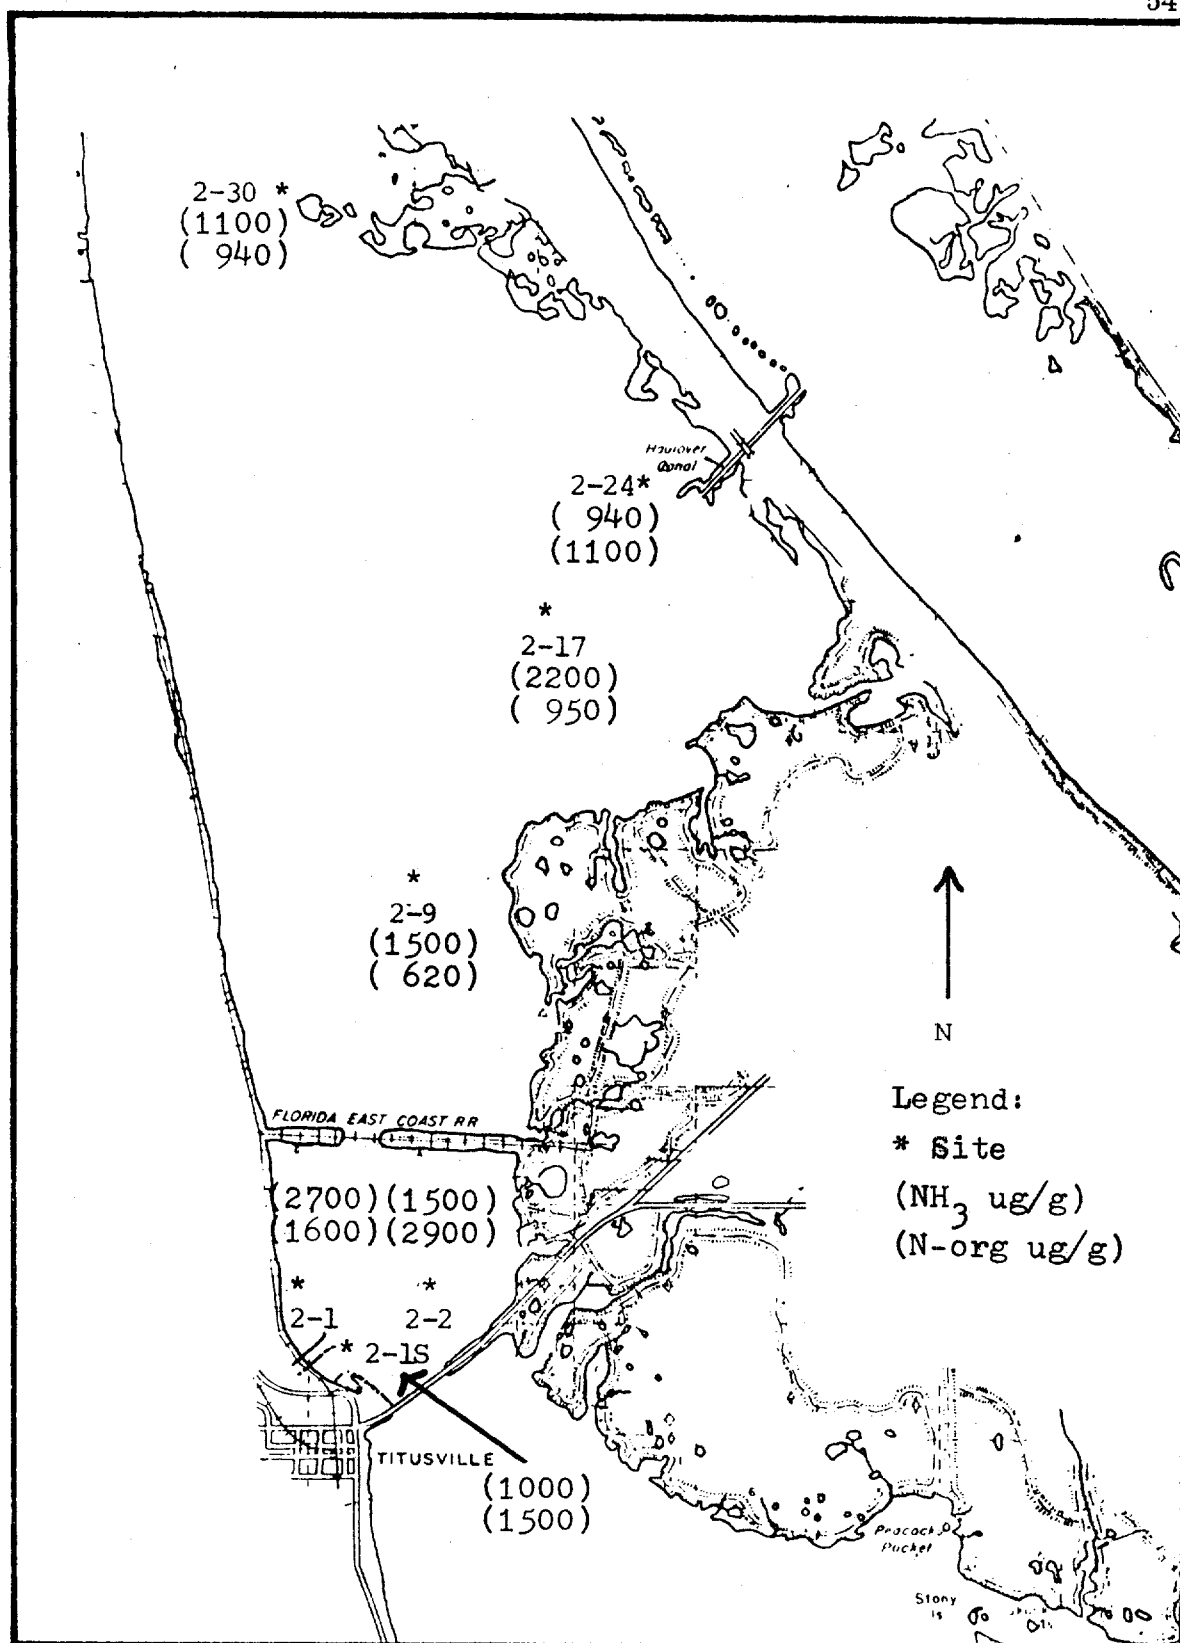 54
2-30 *
(1100)
( 940)
Haulover
Canal
2-24*
( 940)
(1100)
*
2-17
(2200)
( 950)
*
2-9
(1500)
( 620)
N
FLORIDA EAST COAST RR
Legend:
* Site
(NH3 ug/g)
(N-org ug/g)
(2700)(1500)
(1600)(2900)
* *
2-1 2-2
* 2-1S
TITUSVILLE
(1000)
(1500)
Peacock
Pocket
Stony
Is